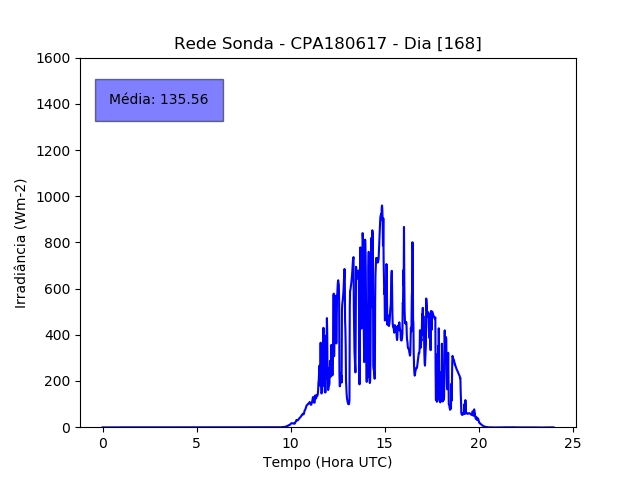 Rede Sonda - CPA180617 - Dia [168]
1600
1400
1200
1000
800
600
400
200
0
Média: 135.56
Irradiância (Wm-2)
0 5 10 15 20 25
Tempo (Hora UTC)